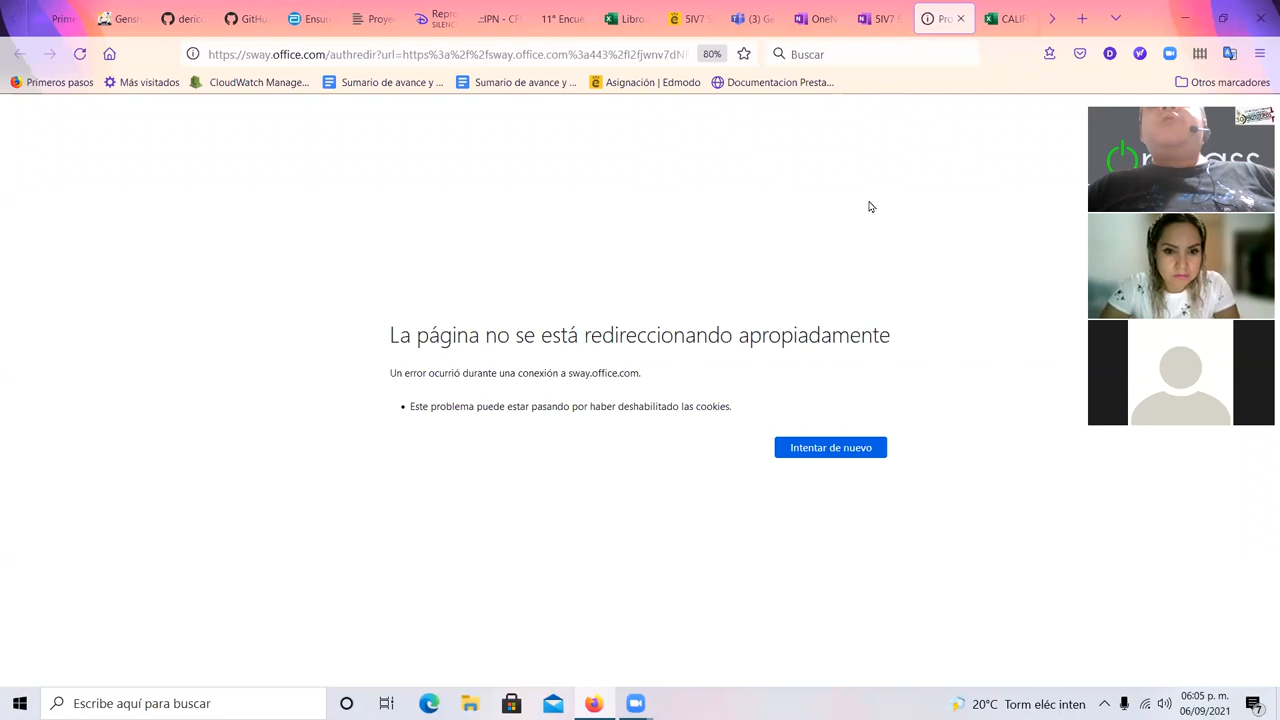 Prime
Gensh
derico
GitHu
Ensure
Proye
Repro
SILENC
IPN - CF
11° Encue
Libro
5IV7 S
(3) Ge
OneN
5IV7 E
Pro
CALIF
https://sway.office.com/authredir?url=https%3a%2f%2fsway.office.com%3a443%2fI2fjwnv7dNF
80%
Buscar
Primeros pasos
Más visitados
CloudWatch Manage...
Sumario de avance y ...
Sumario de avance y ...
Asignación | Edmodo
Documentacion Presta...
Otros marcadores
La página no se está redireccionando apropiadamente
Un error ocurrió durante una conexión a sway.office.com.
• Este problema puede estar pasando por haber deshabilitado las cookies.
Intentar de nuevo
Escribe aquí para buscar
20°C Torm eléc inten
06:05 p. m.
06/09/2021
7